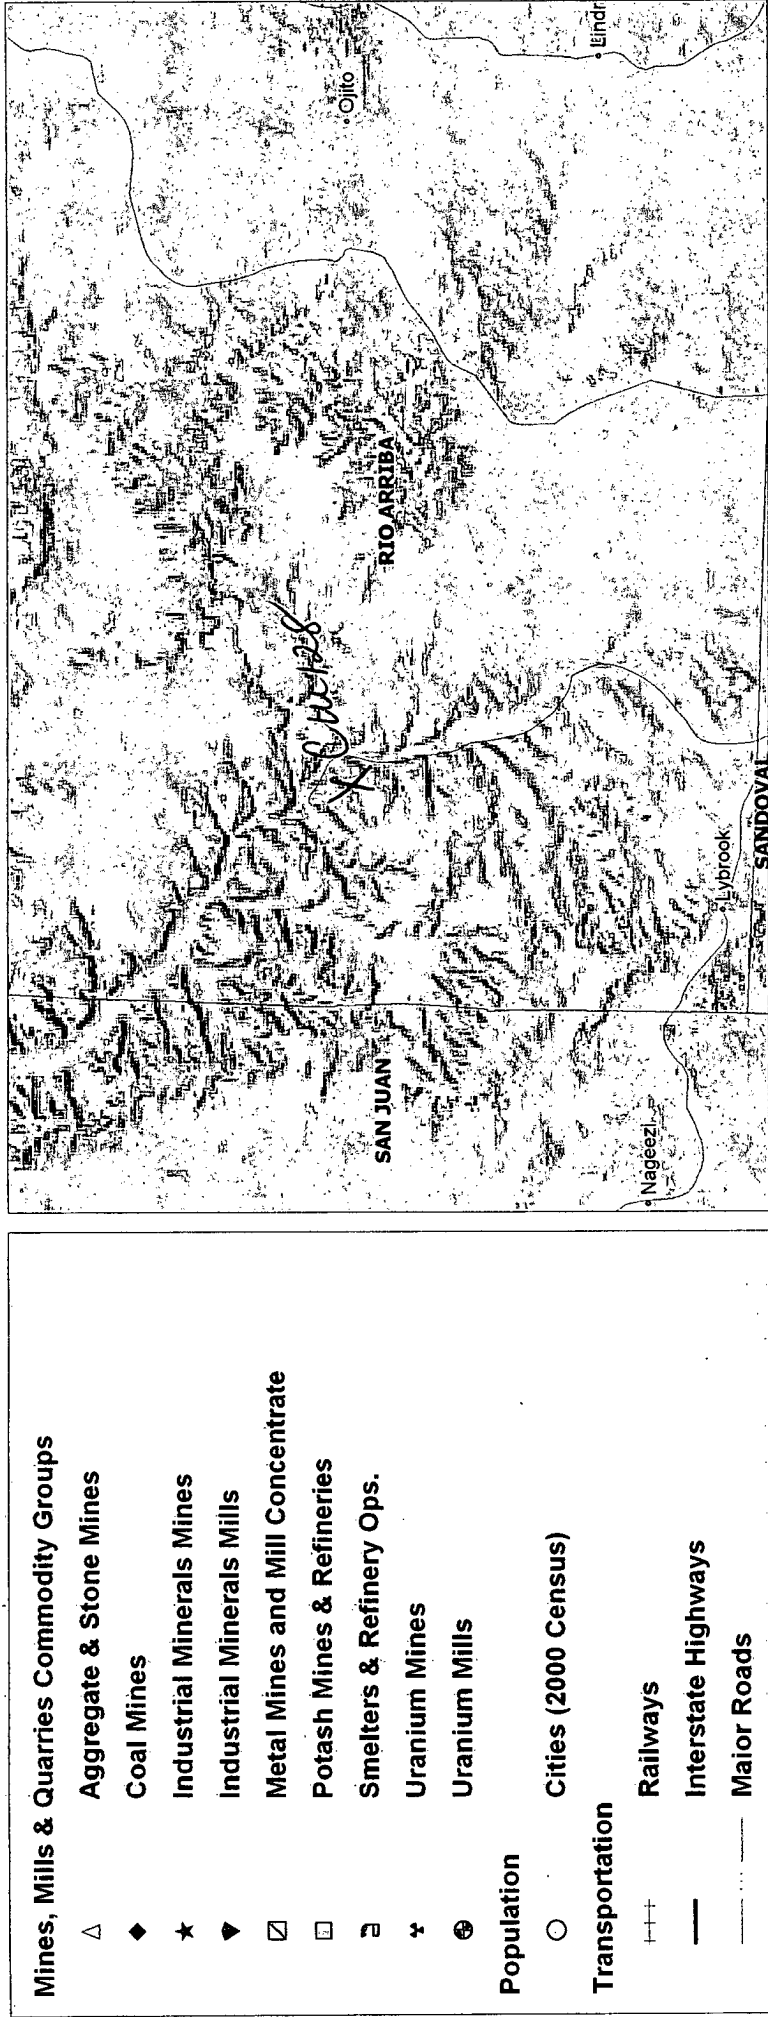 Mines, Mills & Quarries Commodity Groups
Aggregate & Stone Mines
Coal Mines
Industrial Minerals Mines
Industrial Minerals Mills
Metal Mines and Mill Concentrate
Potash Mines & Refineries
Smelters & Refinery Ops.
Uranium Mines
Uranium Mills
Population
Cities (2000 Census)
Transportation
Railways
Interstate Highways
Major Roads
SAN JUAN
Nageezi
Lybrook
SANDOVAL
X
RIO ARRIBA
Ojito
Lindr